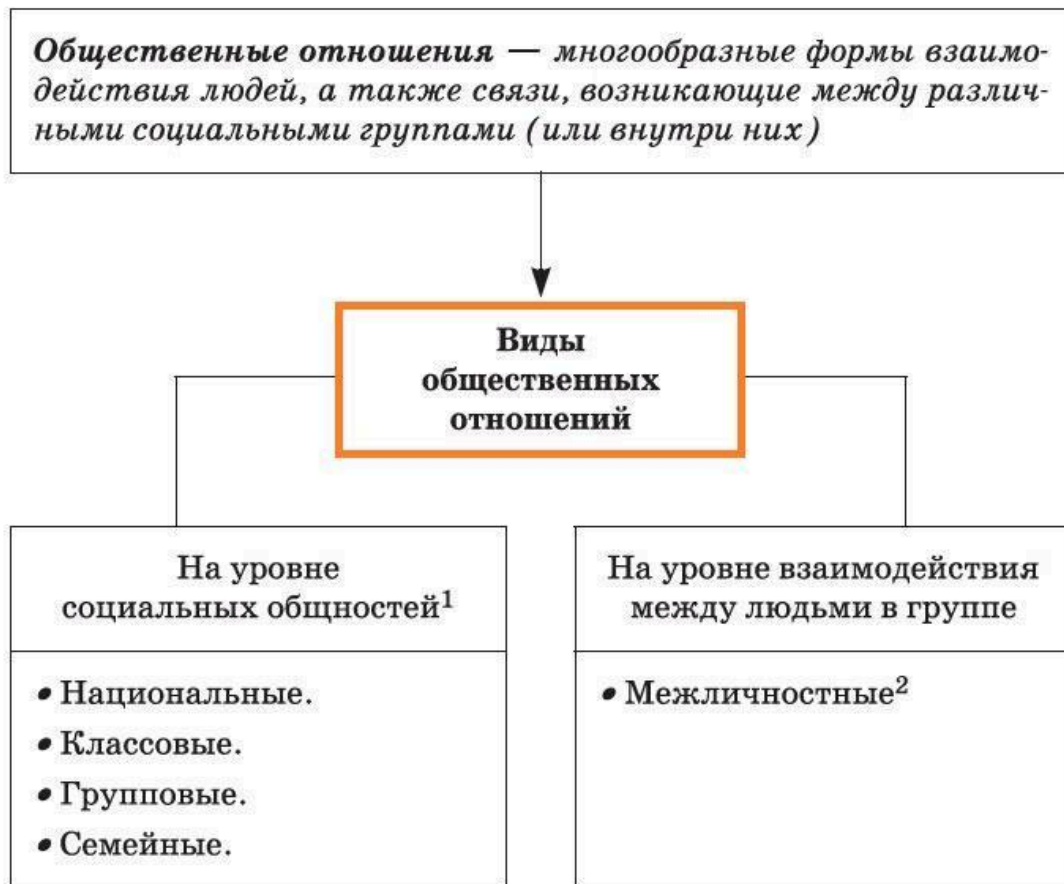 Общественные отношения — многообразные формы взаимо-
действия людей, а также связи, возникающие между различ-
ными социальными группами (или внутри них)
Виды
общественных
отношений
На уровне
социальных общностей¹
• Национальные.
• Классовые.
• Групповые.
• Семейные.
На уровне взаимодействия
между людьми в группе
• Межличностные²